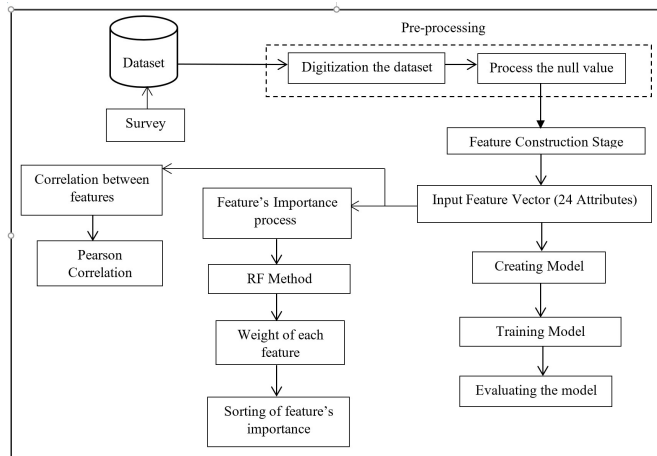 Pre-processing
Dataset
Digitization the dataset
Process the null value
Survey
Feature Construction Stage
Correlation between
features
Feature's Importance
process
Input Feature Vector (24 Attributes)
Pearson
Correlation
RF Method
Creating Model
Weight of each
feature
Training Model
Evaluating the model
Sorting of feature's
importance